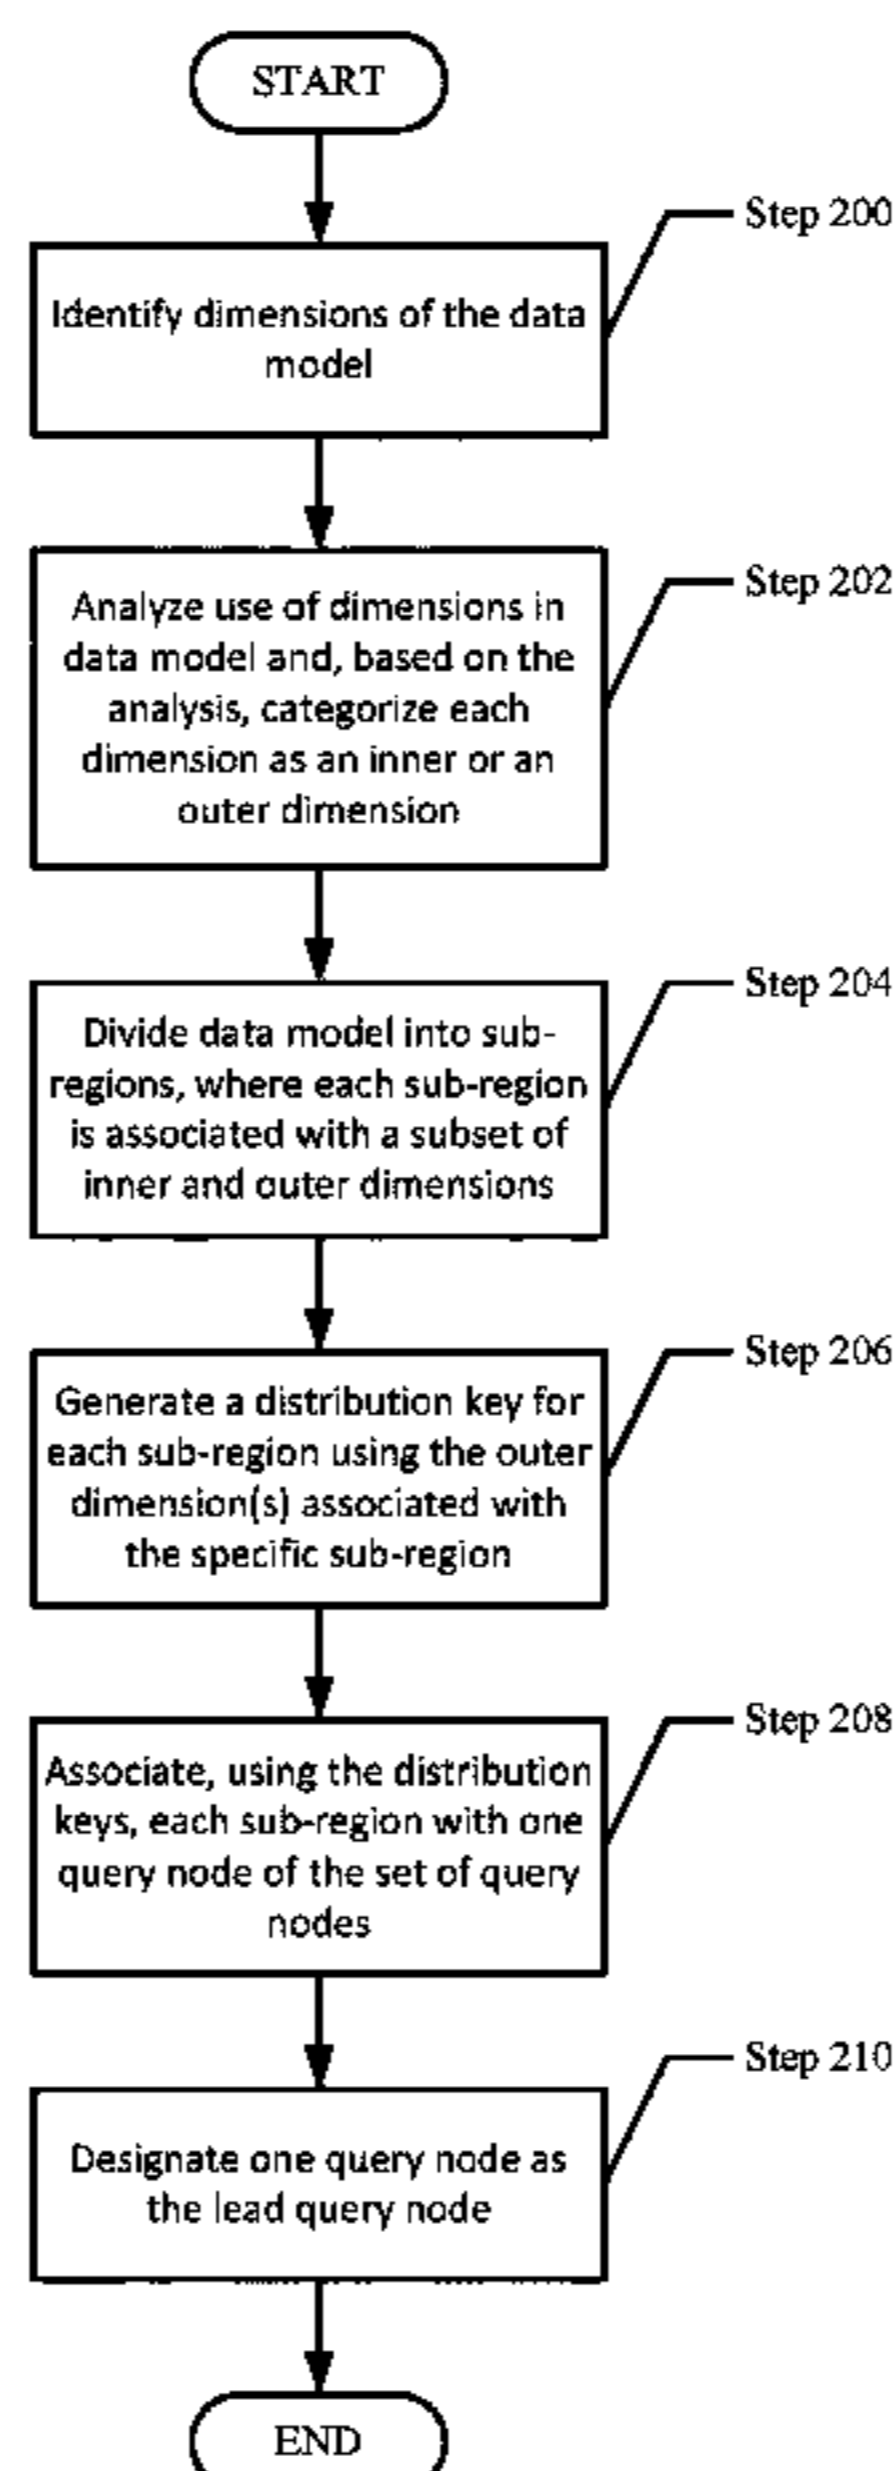 START
Step 200
Identify dimensions of the data
model
Step 202
Analyze use of dimensions in
data model and, based on the
analysis, categorize each
dimension as an inner or an
outer dimension
Step 204
Divide data model into sub-
regions, where each sub-region
is associated with a subset of
inner and outer dimensions
Step 206
Generate a distribution key for
each sub-region using the outer
dimension(s) associated with
the specific sub-region
Step 208
Associate, using the distribution
keys, each sub-region with one
query node of the set of query
nodes
Step 210
Designate one query node as
the lead query node
END